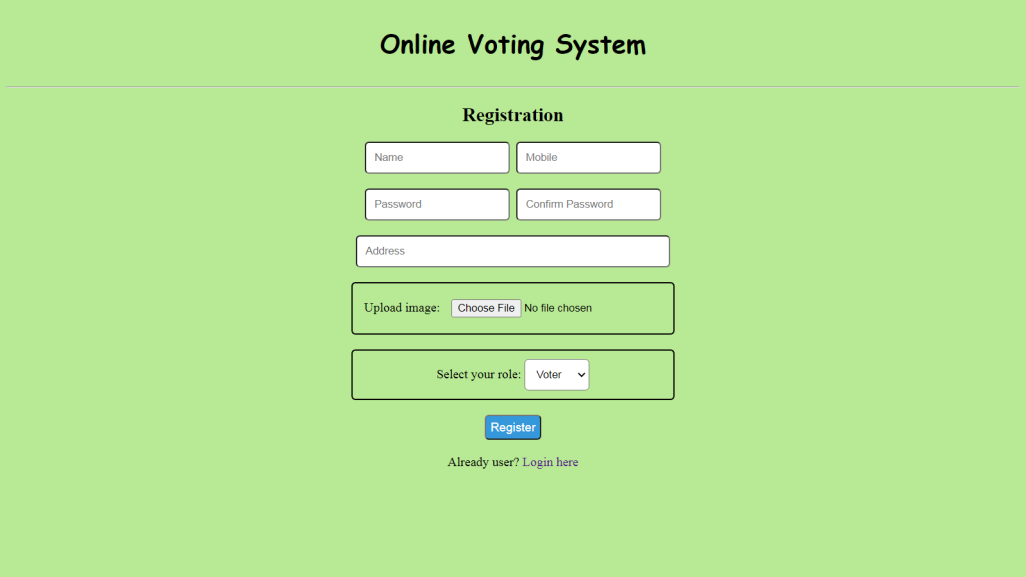 Online Voting System
Registration
Name Mobile
Password Confirm Password
Address
Upload image: Choose File No file chosen
Select your role: Voter
Register
Already user? Login here